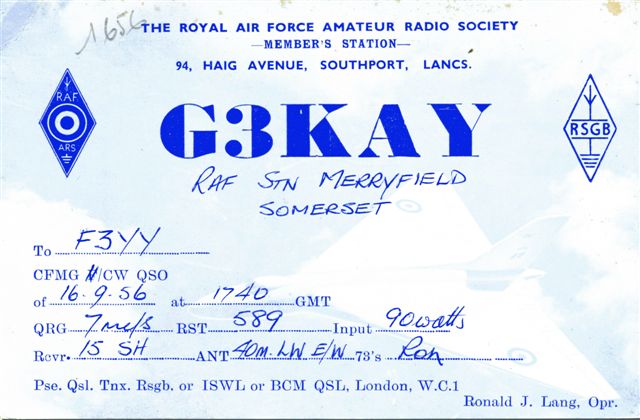 1656
THE ROYAL AIR FORCE AMATEUR RADIO SOCIETY
—MEMBER'S STATION—
94, HAIG AVENUE, SOUTHPORT, LANCS.
RAF
ARS
G3KAY
RSGB
RAF STN MERRYFIELD
SOMERSET
To F3YY
CFMG /CW QSO
of 16.9.56 at 1740 GMT
QRG 7mc/s RST 589 Input 90watts
Rcvr. 15 SH ANT 40m. LW E/W 73's Ron
Pse. Qsl. Tnx. Rsgb. or ISWL or BCM QSL, London, W.C.1
Ronald J. Lang, Opr.